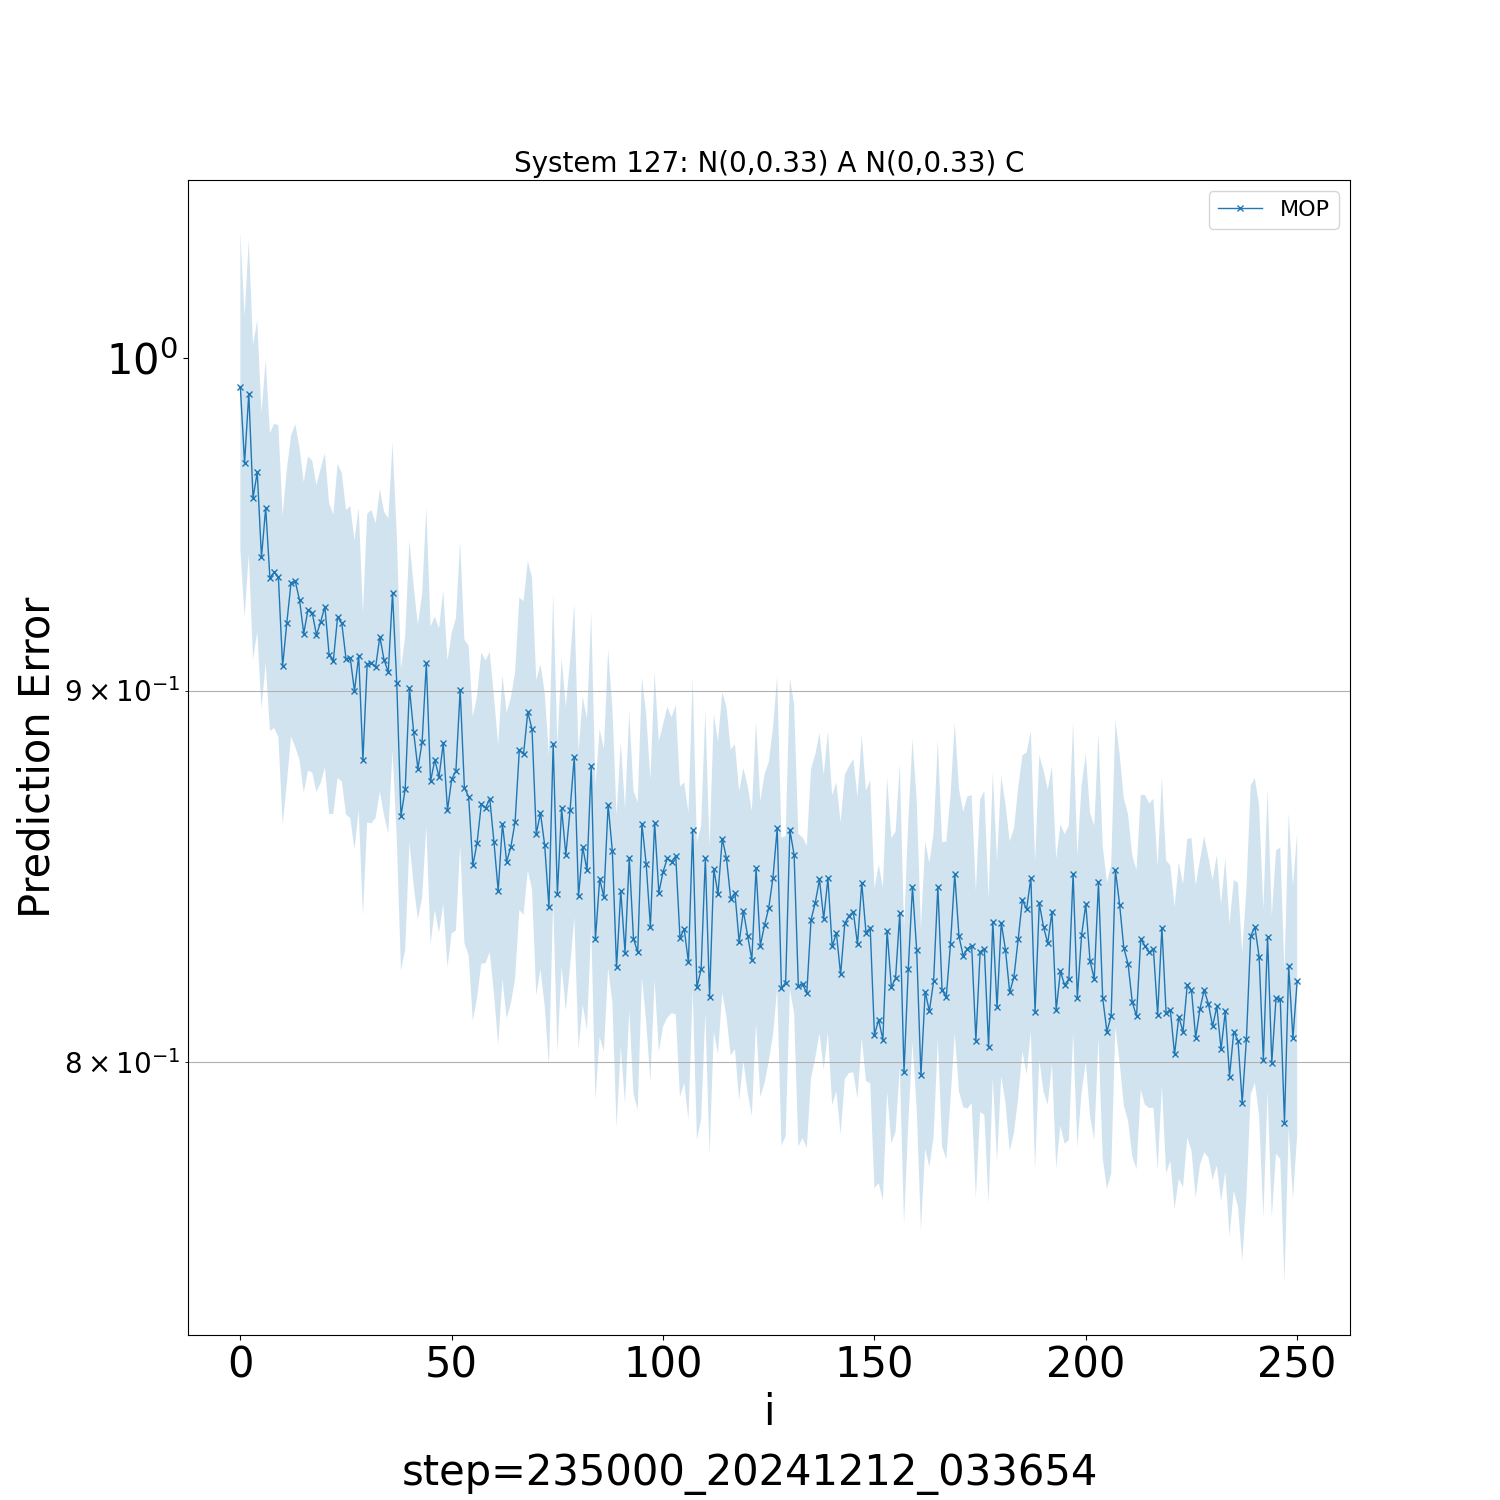 System 127: N(0,0.33) A N(0,0.33) C
MOP
10⁰
9 × 10⁻¹
8 × 10⁻¹
Prediction Error
0 50 100 150 200 250
i
step=235000_20241212_033654